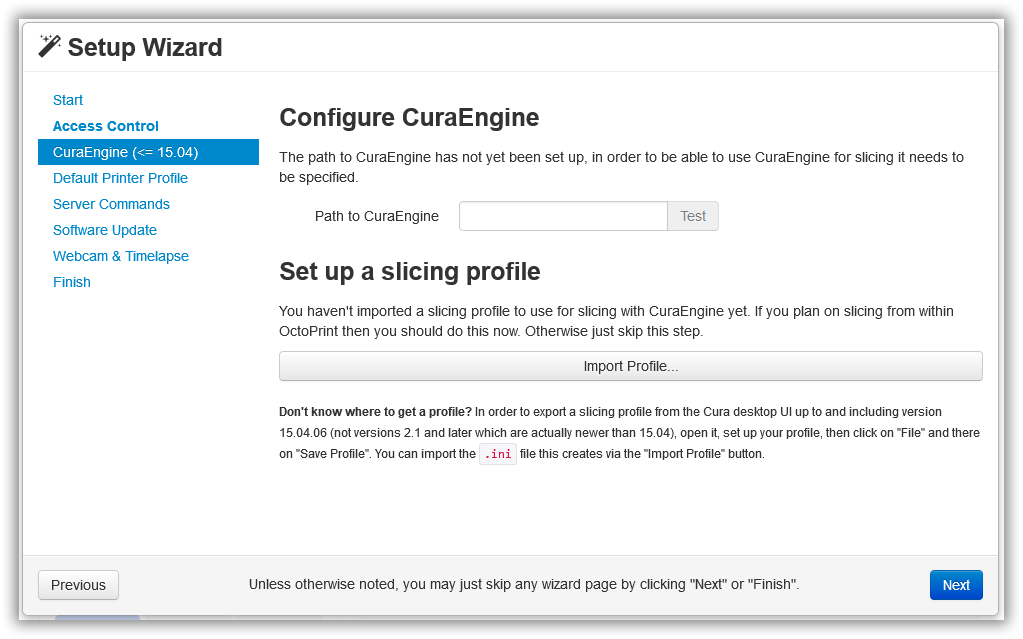 Setup Wizard
Start
Access Control
CuraEngine (<= 15.04)
Default Printer Profile
Server Commands
Software Update
Webcam & Timelapse
Finish
Configure CuraEngine
The path to CuraEngine has not yet been set up, in order to be able to use CuraEngine for slicing it needs to
be specified.
Path to CuraEngine
Test
Set up a slicing profile
You haven't imported a slicing profile to use for slicing with CuraEngine yet. If you plan on slicing from within
OctoPrint then you should do this now. Otherwise just skip this step.
Import Profile...
Don't know where to get a profile? In order to export a slicing profile from the Cura desktop UI up to and including version
15.04.06 (not versions 2.1 and later which are actually newer than 15.04), open it, set up your profile, then click on "File" and there
on "Save Profile". You can import the .ini file this creates via the "Import Profile" button.
Previous
Unless otherwise noted, you may just skip any wizard page by clicking "Next" or "Finish".
Next